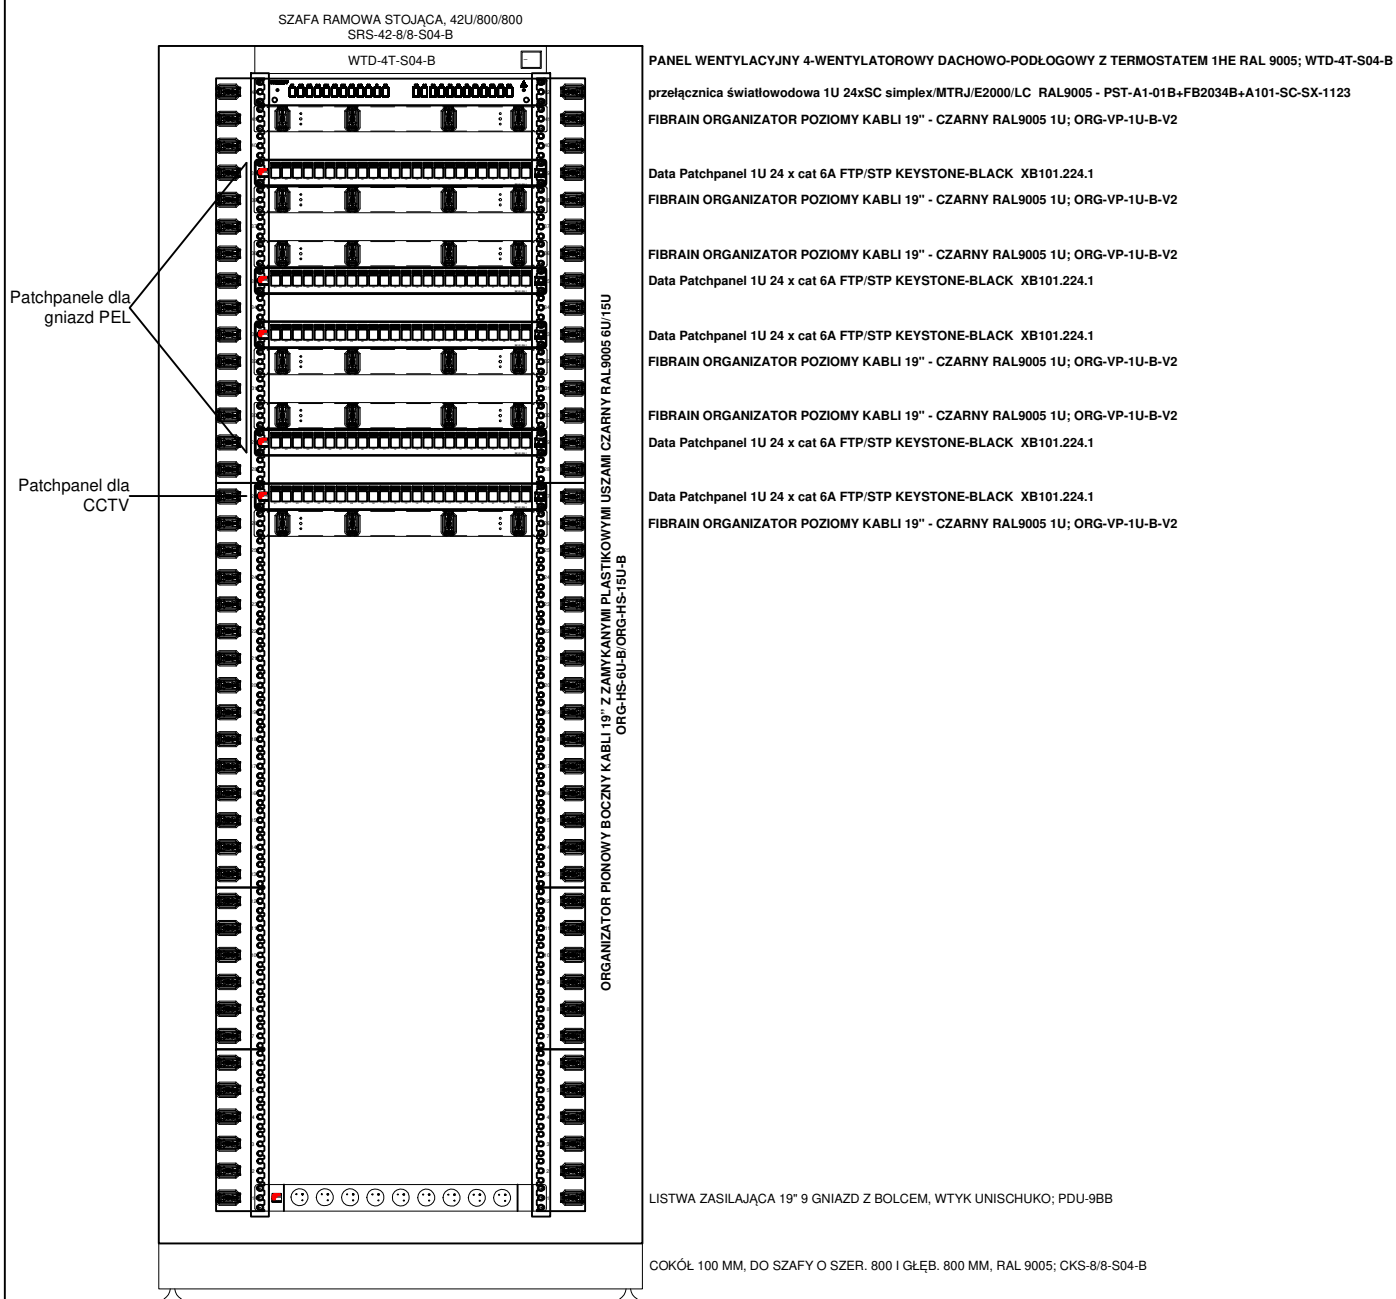 SZAFA RAMOWA STOJĄCA, 42U/800/800
SRS-42-8/8-S04-B
WTD-4T-S04-B
PANEL WENTYLACYJNY 4-WENTYLATOROWY DACHOWO-PODŁOGOWY Z TERMOSTATEM 1HE RAL 9005; WTD-4T-S04-B
przełącznica światłowodowa 1U 24xSC simplex/MTRJ/E2000/LC RAL9005 - PST-A1-01B+FB2034B+A101-SC-SX-1123
FIBRAIN ORGANIZATOR POZIOMY KABLI 19" - CZARNY RAL9005 1U; ORG-VP-1U-B-V2
Data Patchpanel 1U 24 x cat 6A FTP/STP KEYSTONE-BLACK XB101.224.1
FIBRAIN ORGANIZATOR POZIOMY KABLI 19" - CZARNY RAL9005 1U; ORG-VP-1U-B-V2
FIBRAIN ORGANIZATOR POZIOMY KABLI 19" - CZARNY RAL9005 1U; ORG-VP-1U-B-V2
Data Patchpanel 1U 24 x cat 6A FTP/STP KEYSTONE-BLACK XB101.224.1
Patchpanele dla
gniazd PEL
Data Patchpanel 1U 24 x cat 6A FTP/STP KEYSTONE-BLACK XB101.224.1
FIBRAIN ORGANIZATOR POZIOMY KABLI 19" - CZARNY RAL9005 1U; ORG-VP-1U-B-V2
FIBRAIN ORGANIZATOR POZIOMY KABLI 19" - CZARNY RAL9005 1U; ORG-VP-1U-B-V2
Data Patchpanel 1U 24 x cat 6A FTP/STP KEYSTONE-BLACK XB101.224.1
Patchpanel dla
CCTV
Data Patchpanel 1U 24 x cat 6A FTP/STP KEYSTONE-BLACK XB101.224.1
FIBRAIN ORGANIZATOR POZIOMY KABLI 19" - CZARNY RAL9005 1U; ORG-VP-1U-B-V2
ORGANIZATOR PIONOWY BOCZNY KABLI 19" Z ZAMYKANYMI PLASTIKOWYMI USZAMI CZARNY RAL9005 6U/15U
ORG-HS-6U-B/ORG-HS-15U-B
LISTWA ZASILAJĄCA 19" 9 GNIAZD Z BOLCEM, WTYK UNISCHUKO; PDU-9BB
COKÓŁ 100 MM, DO SZAFY O SZER. 800 I GŁĘB. 800 MM, RAL 9005; CKS-8/8-S04-B